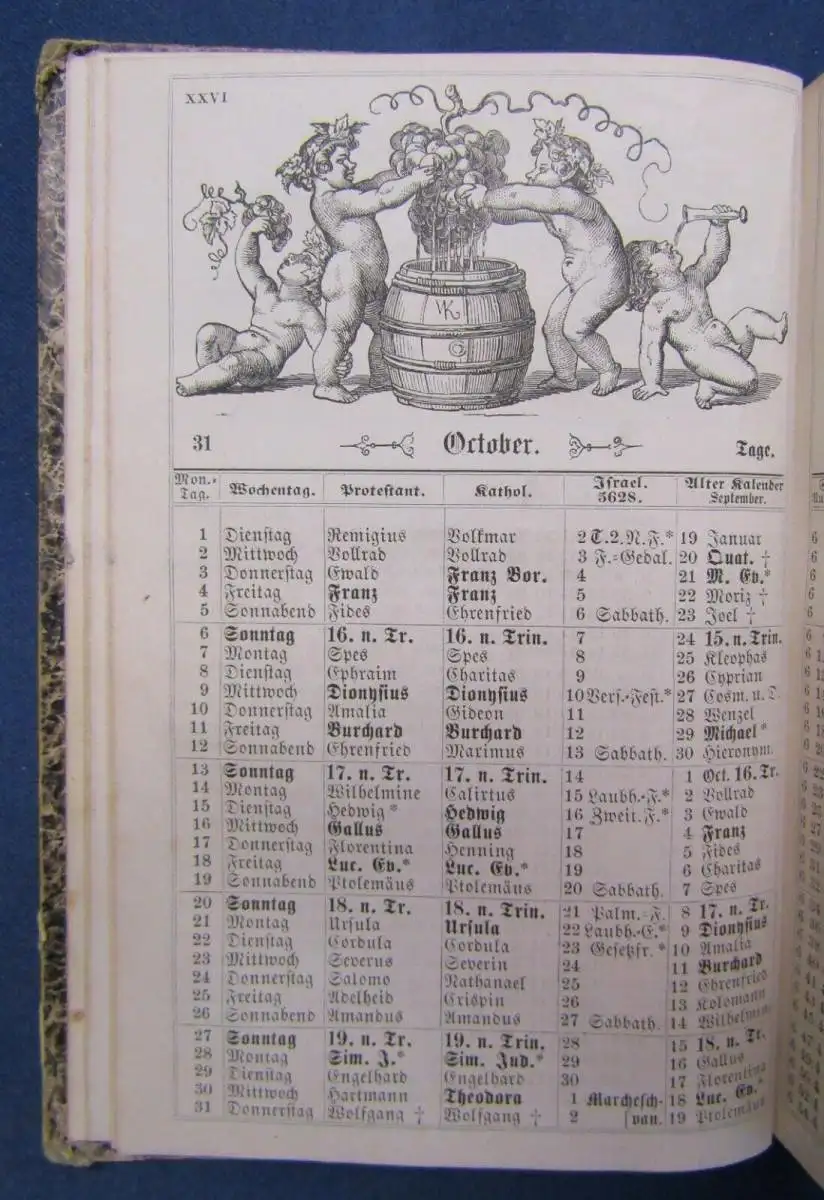 XXVI
WK
31 October. Tage.
Mon.-Tag. Wochentag. Protestant. Kathol. Israel. 5628. Alter Kalender September.
1 Dienstag Remigius Volkmar 2 T. 2. N. F.* 19 Januar
2 Mittwoch Vollrad Vollrad 3 F.=Gedal. 20 Quat. †
3 Donnerstag Ewald Franz Bor. 4 21 M. Ev.*
4 Freitag Franz Franz 5 22 Moriz †
5 Sonnabend Fides Ehrenfried 6 Sabbath. 23 Joel †
6 Sonntag 16. n. Tr. 16. n. Trin. 7 24 15. n. Trin.
7 Montag Spes Spes 8 25 Kleophas
8 Dienstag Ephraim Charitas 9 26 Cyprian
9 Mittwoch Dionysius Dionysius 10 Vers.-Fest.* 27 Cosm. u. D.
10 Donnerstag Amalia Gideon 11 28 Wenzel
11 Freitag Burchard Burchard 12 29 Michael *
12 Sonnabend Ehrenfried Maximus 13 Sabbath. 30 Hieronym.
13 Sonntag 17. n. Tr. 17. n. Trin. 14 1 Oct. 16. Tr.
14 Montag Wilhelmine Calixtus 15 Laubh.-F.* 2 Vollrad
15 Dienstag Hedwig * Hedwig 16 Zweit. F.* 3 Ewald
16 Mittwoch Gallus Gallus 17 4 Franz
17 Donnerstag Florentina Henning 18 5 Fides
18 Freitag Luc. Ev.* Luc. Ev.* 19 6 Charitas
19 Sonnabend Ptolemäus Ptolemäus 20 Sabbath. 7 Spes
20 Sonntag 18. n. Tr. 18. n. Trin. 21 Palm.-F. 8 17. n. Tr.
21 Montag Ursula Ursula 22 Laubh.-E.* 9 Dionysius
22 Dienstag Cordula Cordula 23 Gesetzfr. * 10 Amalia
23 Mittwoch Severus Severin 24 11 Burchard
24 Donnerstag Salomo Nathanael 25 12 Ehrenfried
25 Freitag Adelheid Crispin 26 13 Kolomann
26 Sonnabend Amandus Amandus 27 Sabbath. 14 Wilhelmine
27 Sonntag 19. n. Tr. 19. n. Trin. 28 15 18. n. Tr.
28 Montag Sim. J.* Sim. Jud.* 29 16 Gallus
29 Dienstag Engelhard Engelhard 30 17 Florentina
30 Mittwoch Hartmann Theodora 1 Marchesch- 18 Luc. Ev.*
31 Donnerstag Wolfgang † Wolfgang † 2 [van. 19 Ptolemäus